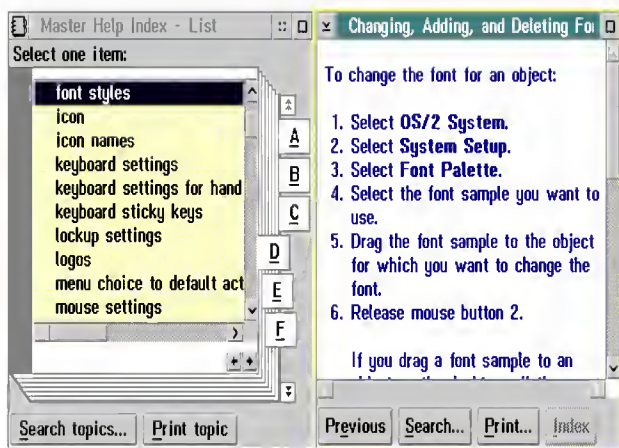 Master Help Index - List
Select one item:
font styles
icon
icon names
keyboard settings
keyboard settings for hand
keyboard sticky keys
lockup settings
logos
menu choice to default act
mouse settings
A
B
C
D
E
F
Search topics...
Print topic
Changing, Adding, and Deleting Fo
To change the font for an object:
1. Select OS/2 System.
2. Select System Setup.
3. Select Font Palette.
4. Select the font sample you want to
use.
5. Drag the font sample to the object
for which you want to change the
font.
6. Release mouse button 2.
If you drag a font sample to an
Previous
Search...
Print...
Index